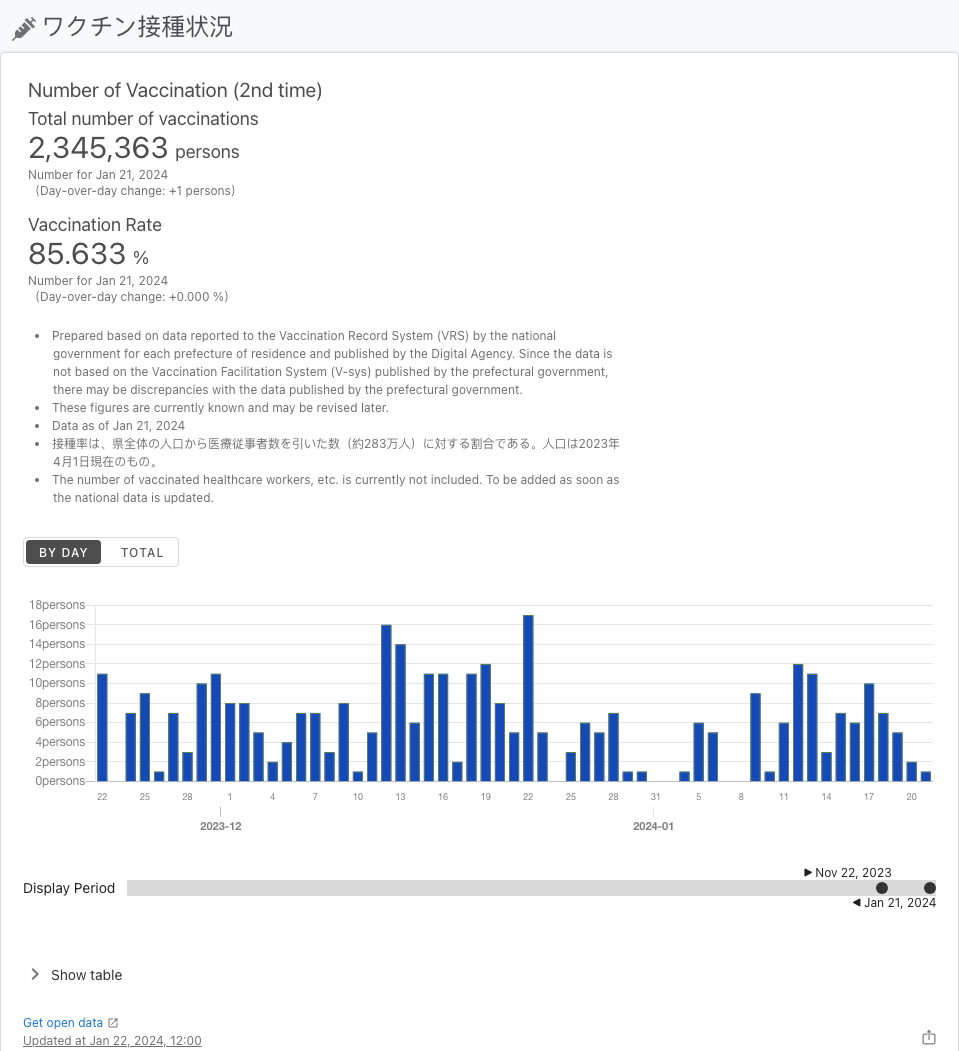 ワクチン接種状況
Number of Vaccination (2nd time)
Total number of vaccinations
2,345,363 persons
Number for Jan 21, 2024
(Day-over-day change: +1 persons)
Vaccination Rate
85.633 %
Number for Jan 21, 2024
(Day-over-day change: +0.000 %)
• Prepared based on data reported to the Vaccination Record System (VRS) by the national
government for each prefecture of residence and published by the Digital Agency. Since the data is
not based on the Vaccination Facilitation System (V-sys) published by the prefectural government,
there may be discrepancies with the data published by the prefectural government.
• These figures are currently known and may be revised later.
• Data as of Jan 21, 2024
• 接種率は、県全体の人口から医療従事者数を引いた数（約283万人）に対する割合である。人口は2023年
4月1日現在のもの。
• The number of vaccinated healthcare workers, etc. is currently not included. To be added as soon as
the national data is updated.
BY DAY TOTAL
18persons
16persons
14persons
12persons
10persons
8persons
6persons
4persons
2persons
0persons
22 25 28 1 4 7 10 13 16 19 22 25 28 31 5 8 11 14 17 20
2023-12 2024-01
▶ Nov 22, 2023
Display Period
◀ Jan 21, 2024
Show table
Get open data
Updated at Jan 22, 2024, 12:00